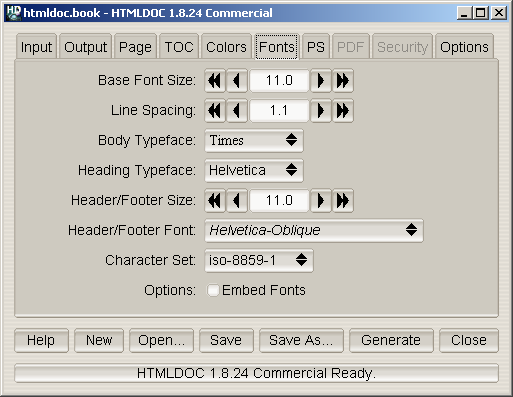 htmldoc.book - HTMLDOC 1.8.24 Commercial
Input Output Page TOC Colors Fonts PS PDF Security Options
Base Font Size: 11.0
Line Spacing: 1.1
Body Typeface: Times
Heading Typeface: Helvetica
Header/Footer Size: 11.0
Header/Footer Font: Helvetica-Oblique
Character Set: iso-8859-1
Options: Embed Fonts
Help New Open... Save Save As... Generate Close
HTMLDOC 1.8.24 Commercial Ready.